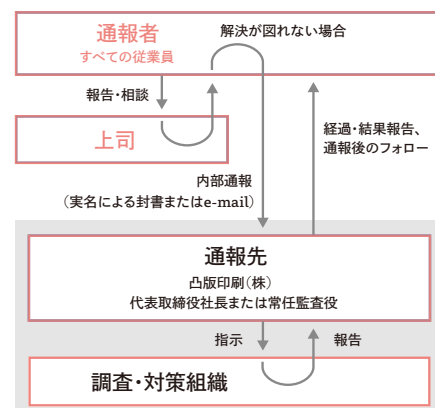 通報者
すべての従業員
解決が図れない場合
報告・相談
上司
経過・結果報告、
通報後のフォロー
内部通報
（実名による封書またはe-mail）
通報先
凸版印刷（株）
代表取締役社長または常任監査役
指示
報告
調査・対策組織